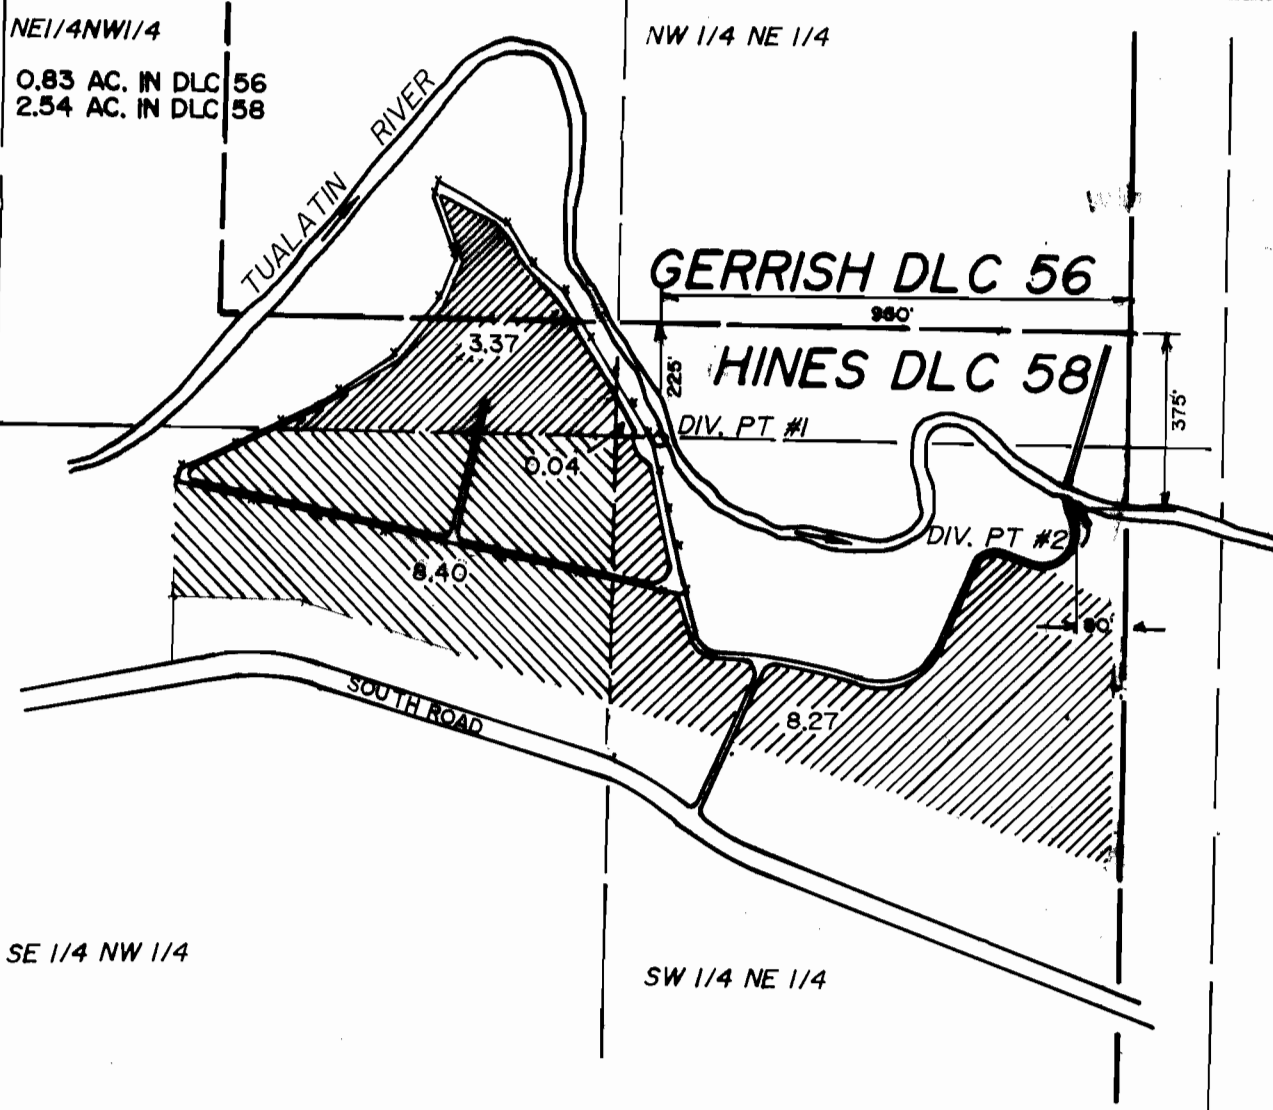 NE1/4NW1/4
NW 1/4 NE 1/4
0.83 AC. IN DLC 56
2.54 AC. IN DLC 58
TUALATIN RIVER
GERRISH DLC 56
960'
3.37
225'
HINES DLC 58
375'
DIV. PT #1
0.04
DIV. PT #2
8.40
80'
SOUTH ROAD
8.27
SE 1/4 NW 1/4
SW 1/4 NE 1/4